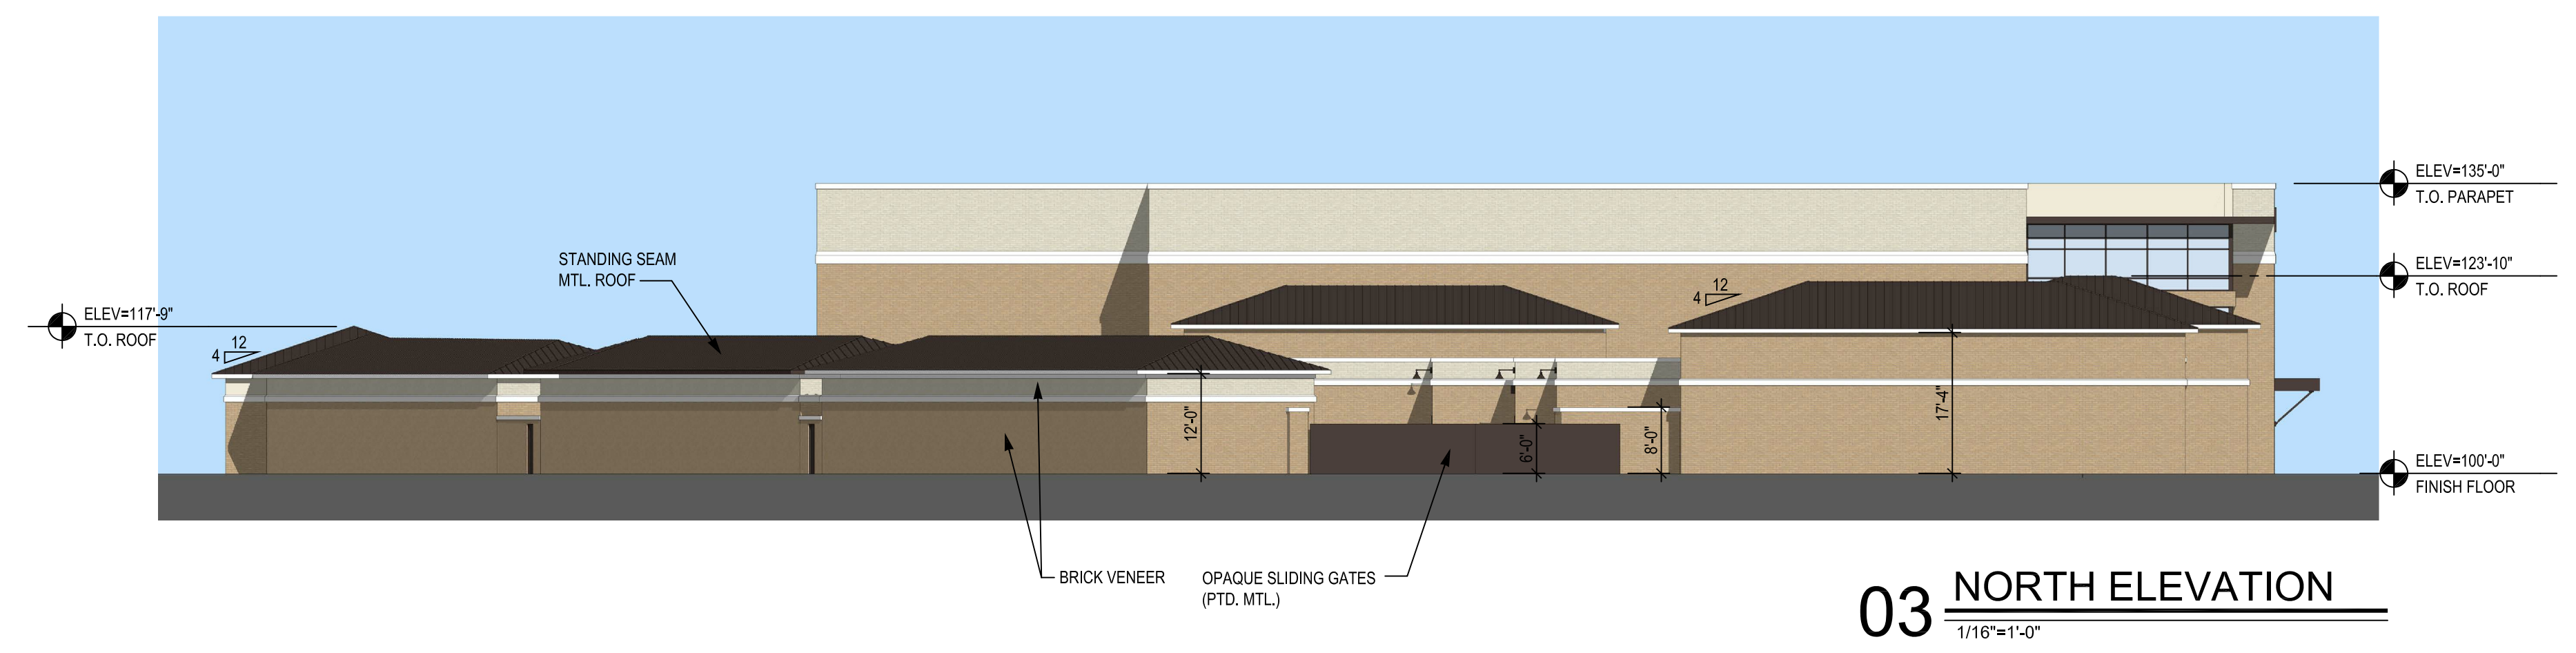 ELEV=135'-0"
T.O. PARAPET
STANDING SEAM
MTL. ROOF
ELEV=123'-10"
T.O. ROOF
12
4
ELEV=117'-9"
T.O. ROOF
12
4
12'-0"
6'-0"
8'-0"
17'-4"
ELEV=100'-0"
FINISH FLOOR
BRICK VENEER
OPAQUE SLIDING GATES
(PTD. MTL.)
03 NORTH ELEVATION
1/16"=1'-0"